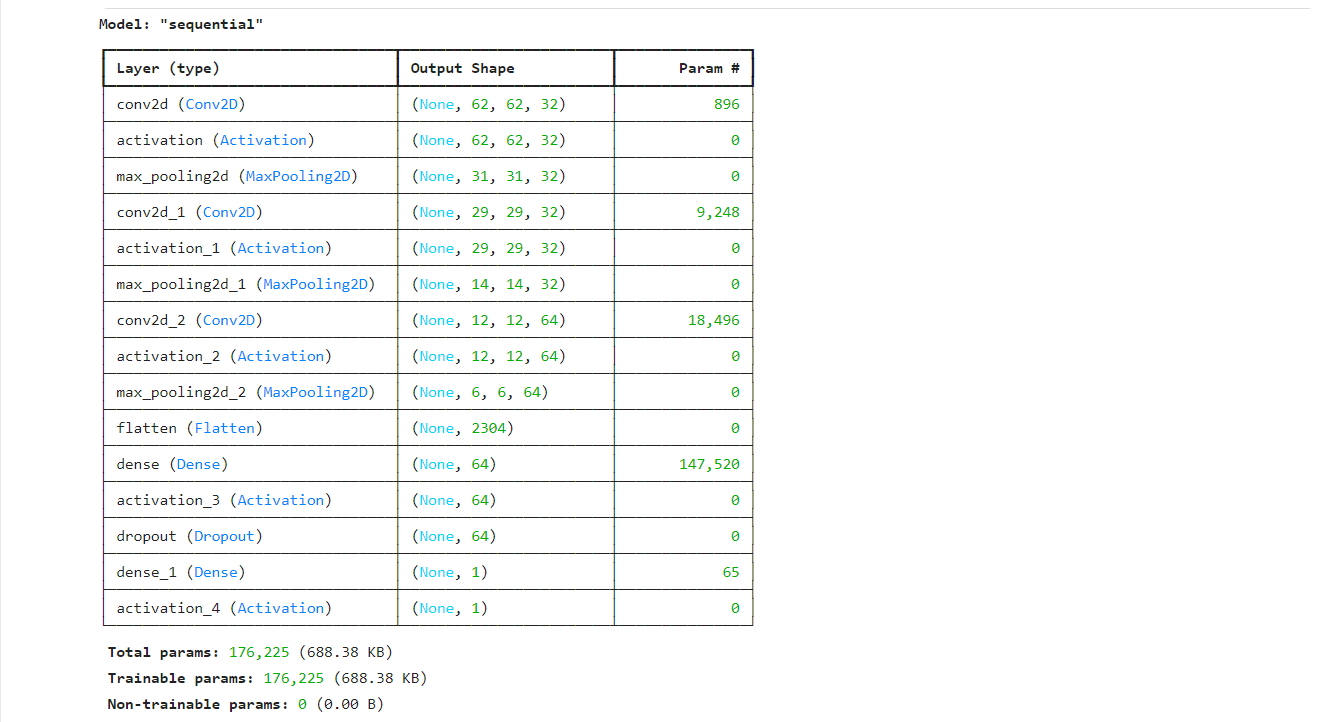 Model: "sequential"
Layer (type) Output Shape Param #
conv2d (Conv2D) (None, 62, 62, 32) 896
activation (Activation) (None, 62, 62, 32) 0
max_pooling2d (MaxPooling2D) (None, 31, 31, 32) 0
conv2d_1 (Conv2D) (None, 29, 29, 32) 9,248
activation_1 (Activation) (None, 29, 29, 32) 0
max_pooling2d_1 (MaxPooling2D) (None, 14, 14, 32) 0
conv2d_2 (Conv2D) (None, 12, 12, 64) 18,496
activation_2 (Activation) (None, 12, 12, 64) 0
max_pooling2d_2 (MaxPooling2D) (None, 6, 6, 64) 0
flatten (Flatten) (None, 2304) 0
dense (Dense) (None, 64) 147,520
activation_3 (Activation) (None, 64) 0
dropout (Dropout) (None, 64) 0
dense_1 (Dense) (None, 1) 65
activation_4 (Activation) (None, 1) 0
Total params: 176,225 (688.38 KB)
Trainable params: 176,225 (688.38 KB)
Non-trainable params: 0 (0.00 B)